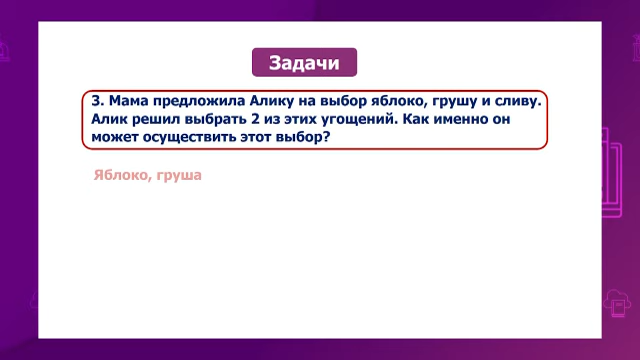 Задачи
3. Мама предложила Алику на выбор яблоко, грушу и сливу.
Алик решил выбрать 2 из этих угощений. Как именно он
может осуществить этот выбор?
Яблоко, груша